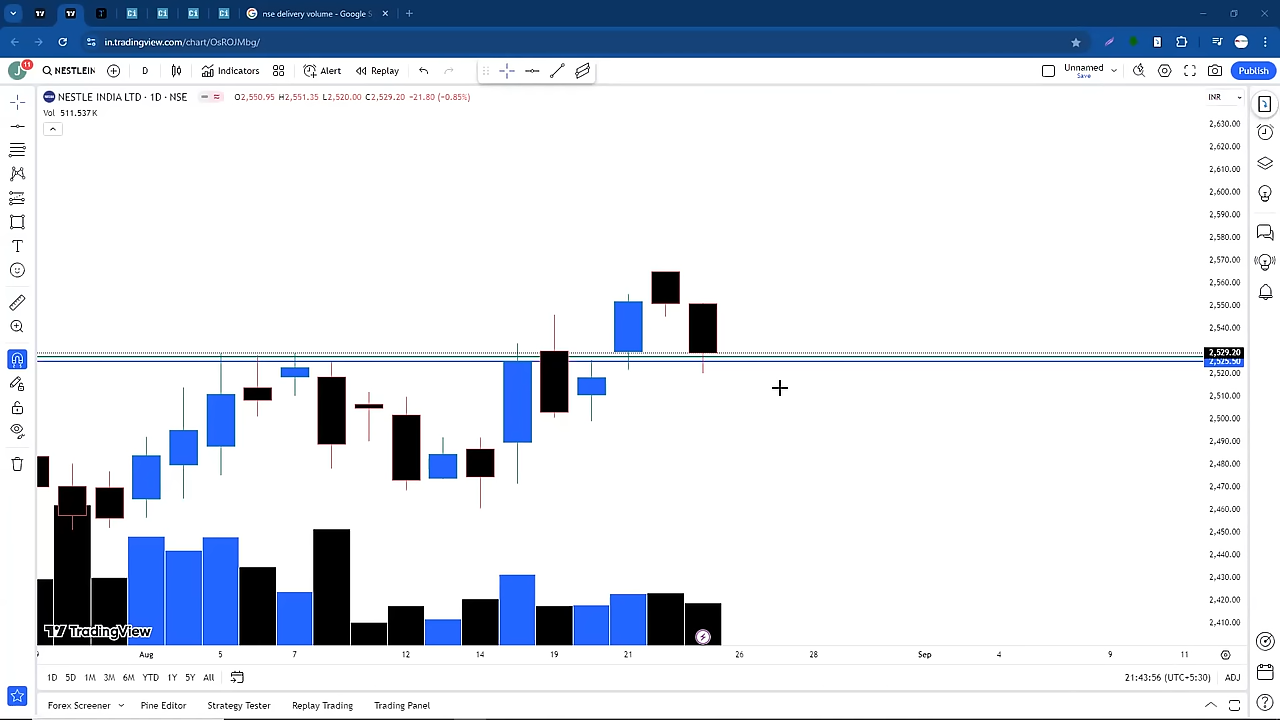 nse delivery volume - Google S
in.tradingview.com/chart/OsROJMbg/
J 11 NESTLEIN D Indicators Alert Replay Unnamed Save Publish
NESTLE INDIA LTD · 1D · NSE O2,550.95 H2,551.35 L2,520.00 C2,529.20 −21.80 (−0.85%) INR
Vol 511.537K
2,630.00
2,620.00
2,610.00
2,600.00
2,590.00
2,580.00
2,570.00
2,560.00
2,550.00
2,540.00
2,529.20
2,520.00
2,510.00
2,500.00
2,490.00
2,480.00
2,470.00
2,460.00
2,450.00
2,440.00
2,430.00
2,420.00
2,410.00
TradingView
Aug 5 7 12 14 19 21 26 28 Sep 4 9 11
1D 5D 1M 3M 6M YTD 1Y 5Y All 21:43:56 (UTC+5:30) ADJ
Forex Screener Pine Editor Strategy Tester Replay Trading Trading Panel